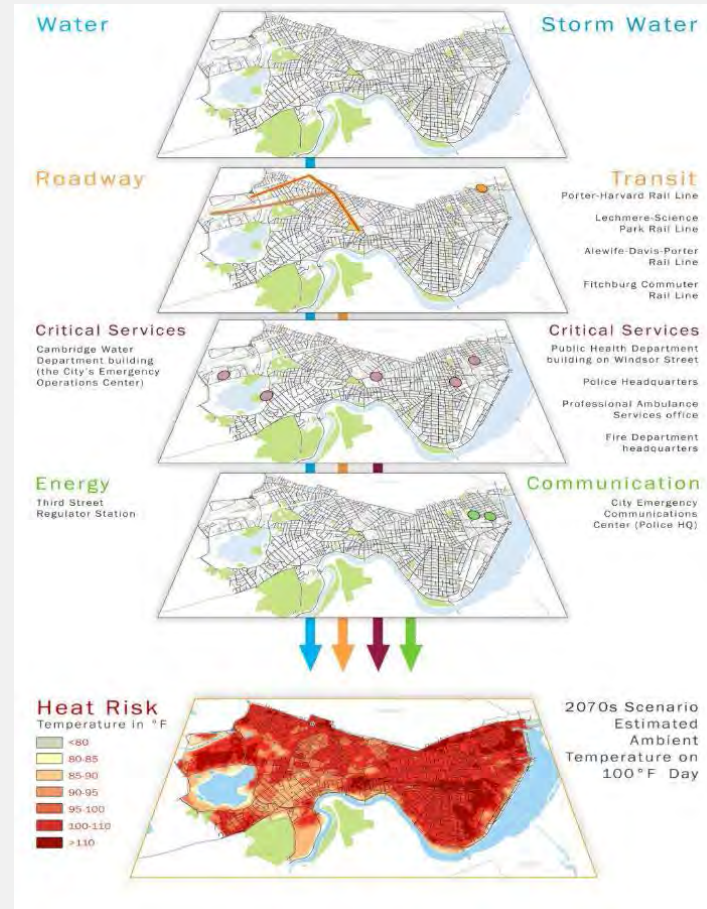 Water
Storm Water
Roadway
Transit
Porter-Harvard Rail Line
Lechmere-Science
Park Rail Line
Alewife-Davis-Porter
Rail Line
Fitchburg Commuter
Rail Line
Critical Services
Cambridge Water
Department building
(the City's Emergency
Operations Center)
Critical Services
Public Health Department
building on Windsor Street
Police Headquarters
Professional Ambulance
Services office
Fire Department
headquarters
Energy
Third Street
Regulator Station
Communication
City Emergency
Communications
Center (Police HQ)
Heat Risk
Temperature in °F
<80
80-85
85-90
90-95
95-100
100-110
>110
2070s Scenario
Estimated
Ambient
Temperature on
100°F Day